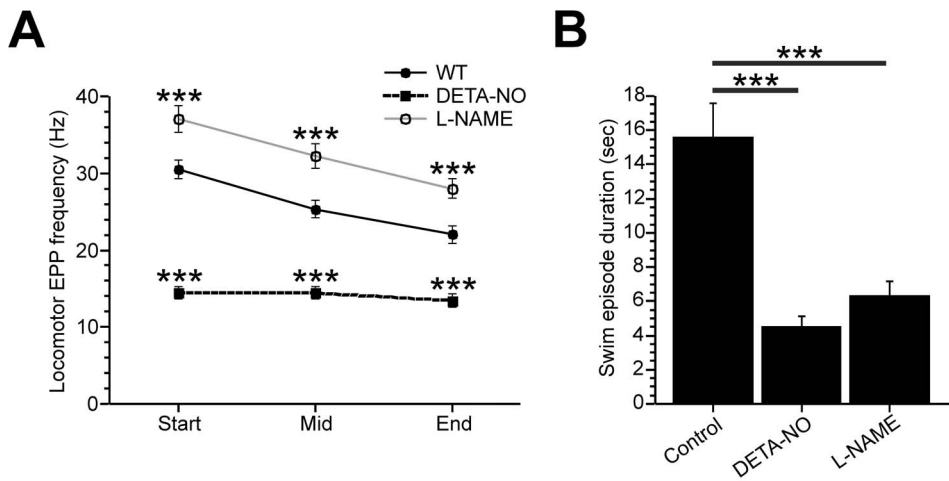 A
WT
DETA-NO
L-NAME
Locomotor EPP frequency (Hz)
40
30
20
10
0
***
***
***
***
***
***
Start
Mid
End
B
***
***
Swim episode duration (sec)
18
16
14
12
10
8
6
4
2
0
Control
DETA-NO
L-NAME